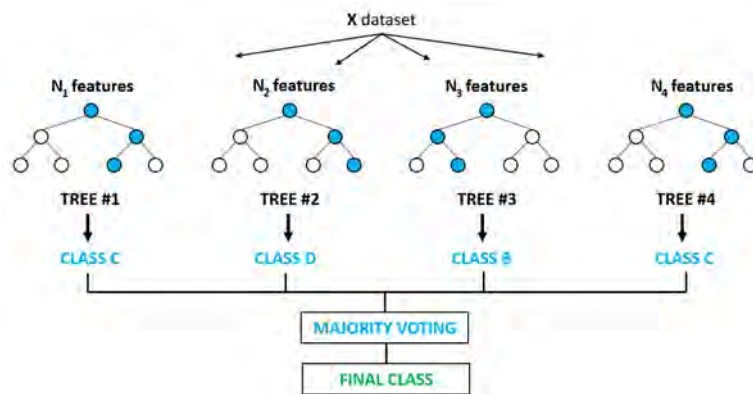 X dataset
N1 features
N2 features
N3 features
N4 features
TREE #1
TREE #2
TREE #3
TREE #4
CLASS C
CLASS D
CLASS B
CLASS C
MAJORITY VOTING
FINAL CLASS